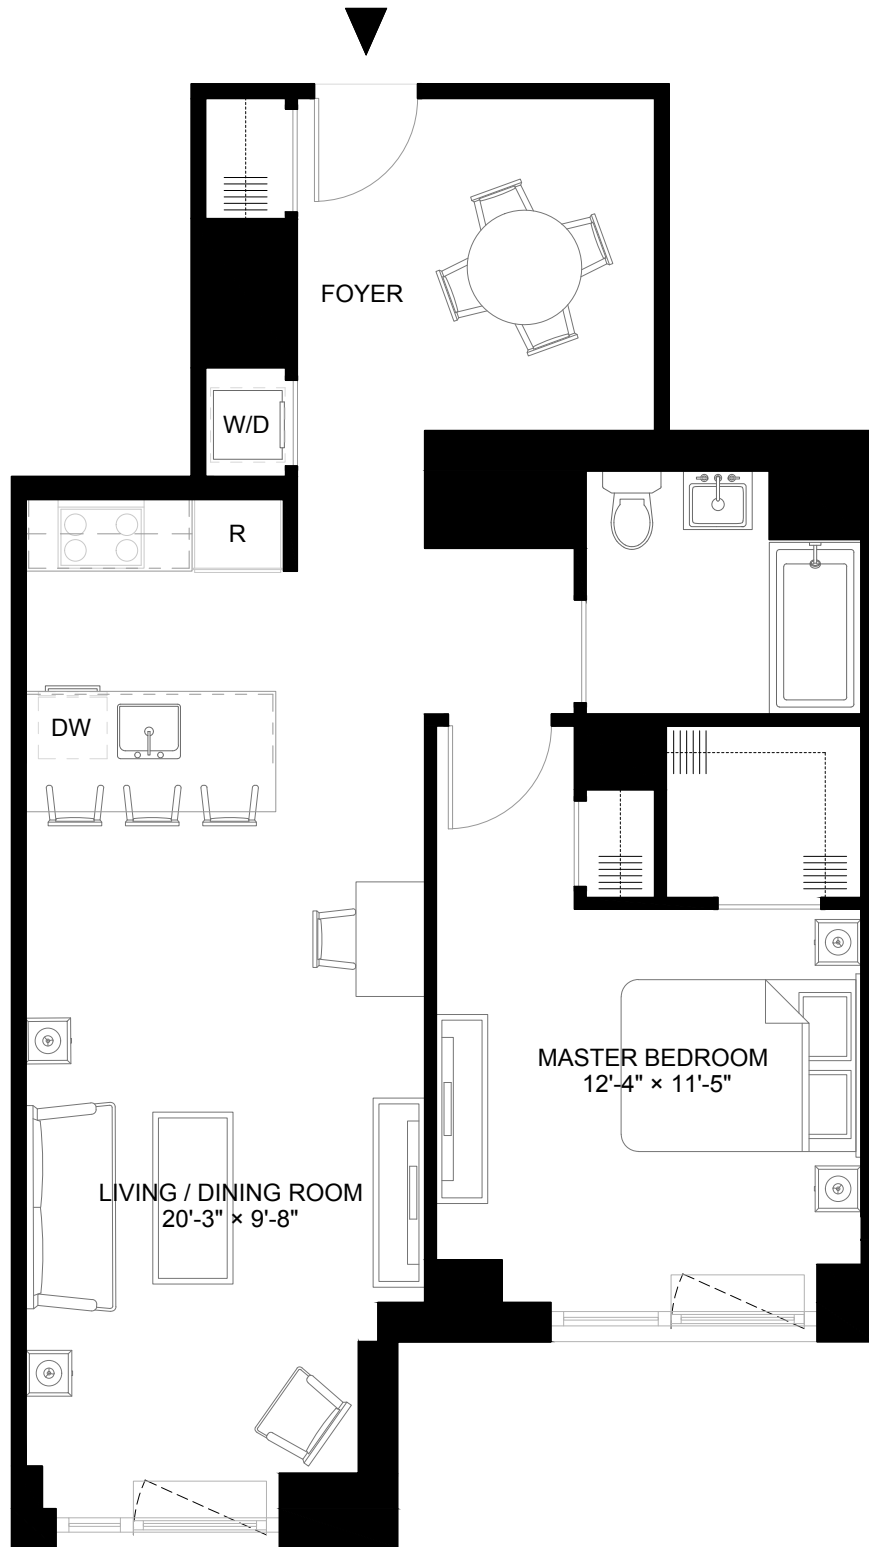 FOYER
W/D
R
DW
MASTER BEDROOM
12'-4" × 11'-5"
LIVING / DINING ROOM
20'-3" × 9'-8"